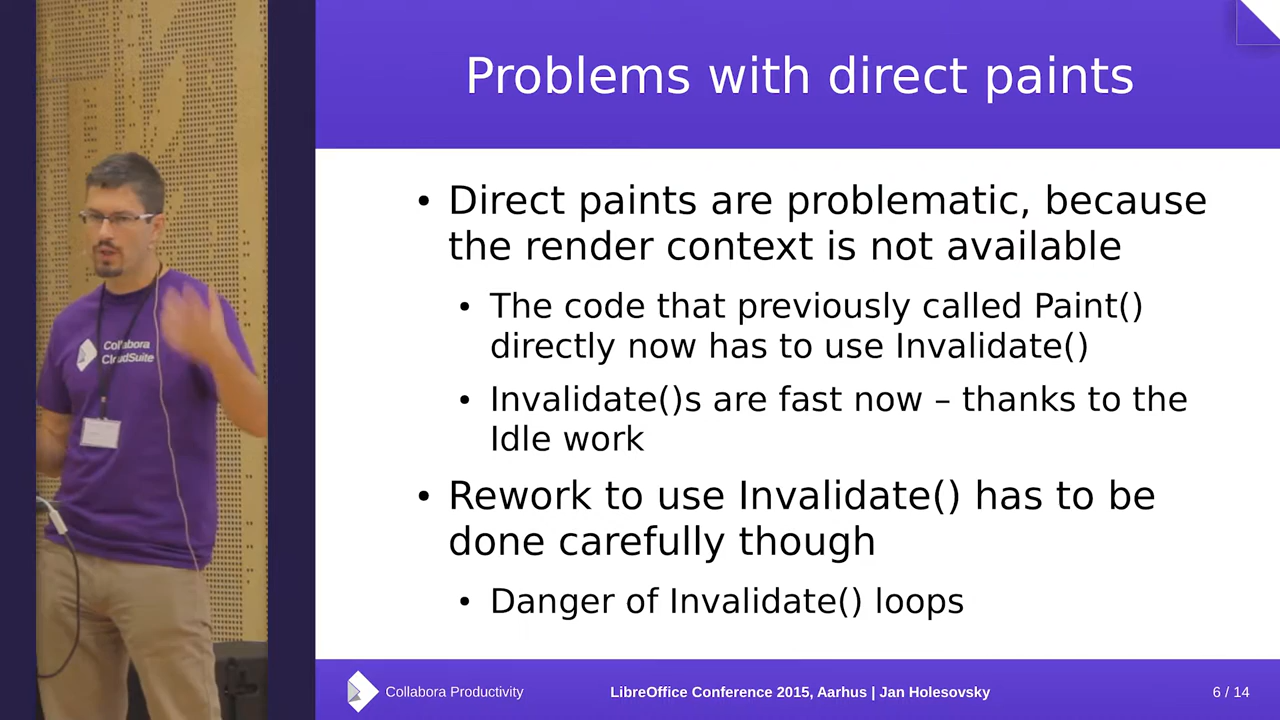 Problems with direct paints
• Direct paints are problematic, because
the render context is not available
• The code that previously called Paint()
directly now has to use Invalidate()
• Invalidate()s are fast now – thanks to the
Idle work
• Rework to use Invalidate() has to be
done carefully though
• Danger of Invalidate() loops
Collabora
CloudSuite
Collabora Productivity
LibreOffice Conference 2015, Aarhus | Jan Holesovsky
6 / 14